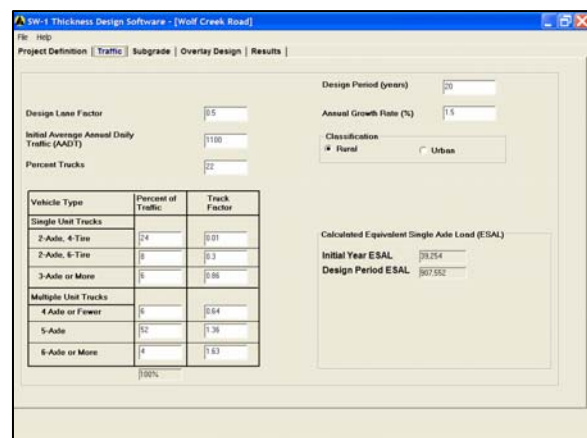 SW-1 Thickness Design Software - [Wolf Creek Road]
File Help
Project Definition | Traffic | Subgrade | Overlay Design | Results |
Design Period (years) 20
Design Lane Factor 0.5
Annual Growth Rate (%) 1.5
Initial Average Annual Daily
Traffic (AADT) 1100
Classification
Rural Urban
Percent Trucks 22
Vehicle Type Percent of Traffic Truck Factor
Single Unit Trucks
2-Axle, 4-Tire 24 0.01
2-Axle, 6-Tire 8 0.3
3-Axle or More 6 0.86
Multiple Unit Trucks
4 Axle or Fewer 6 0.64
5-Axle 52 1.36
6-Axle or More 4 1.63
100%
Calculated Equivalent Single Axle Load (ESAL)
Initial Year ESAL 39,254
Design Period ESAL 907,552